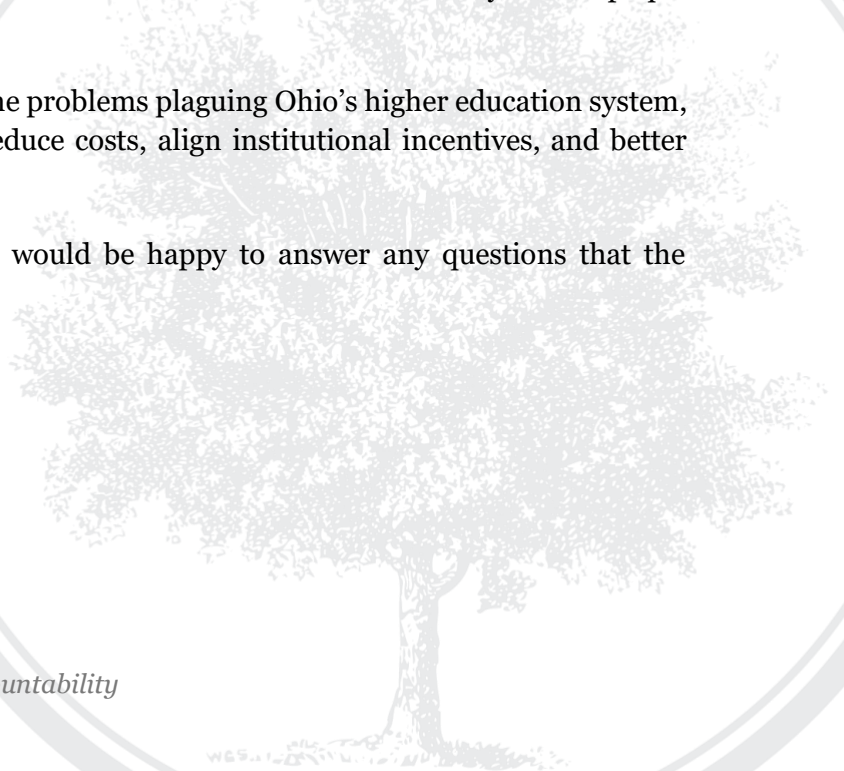 he problems plaguing Ohio’s higher education system,
educe costs, align institutional incentives, and better
would be happy to answer any questions that the
untability